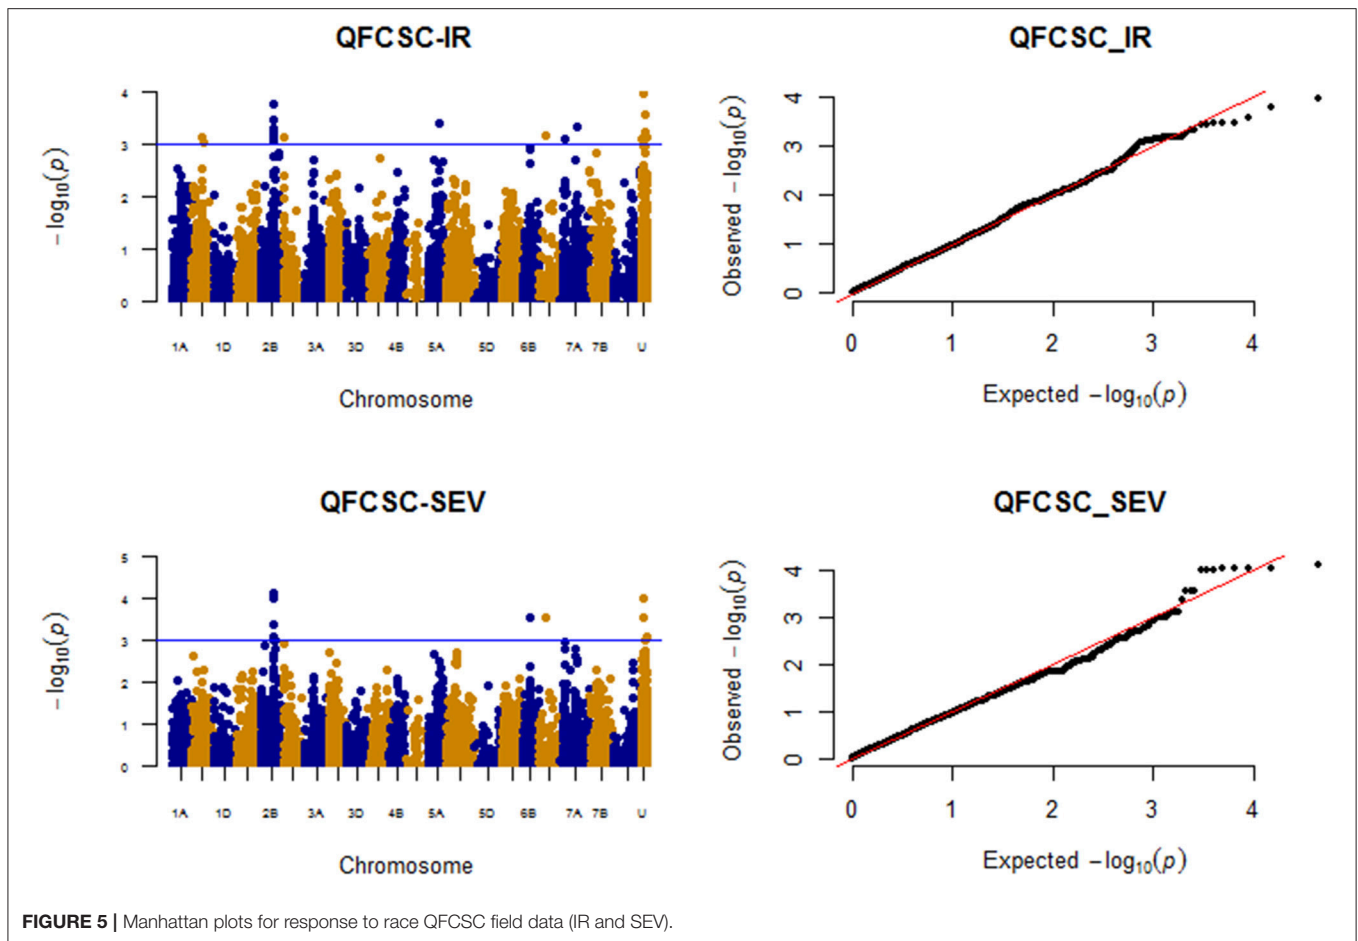 QFCSC-IR
− log10(p)
4
3
2
1
0
1A 1D 2B 3A 3D 4B 5A 5D 6B 7A 7B U
Chromosome
QFCSC_IR
Observed − log10(p)
4
3
2
1
0
0 1 2 3 4
Expected − log10(p)
QFCSC-SEV
− log10(p)
5
4
3
2
1
0
1A 1D 2B 3A 3D 4B 5A 5D 6B 7A 7B U
Chromosome
QFCSC_SEV
Observed − log10(p)
4
3
2
1
0
0 1 2 3 4
Expected − log10(p)
FIGURE 5 | Manhattan plots for response to race QFCSC field data (IR and SEV).